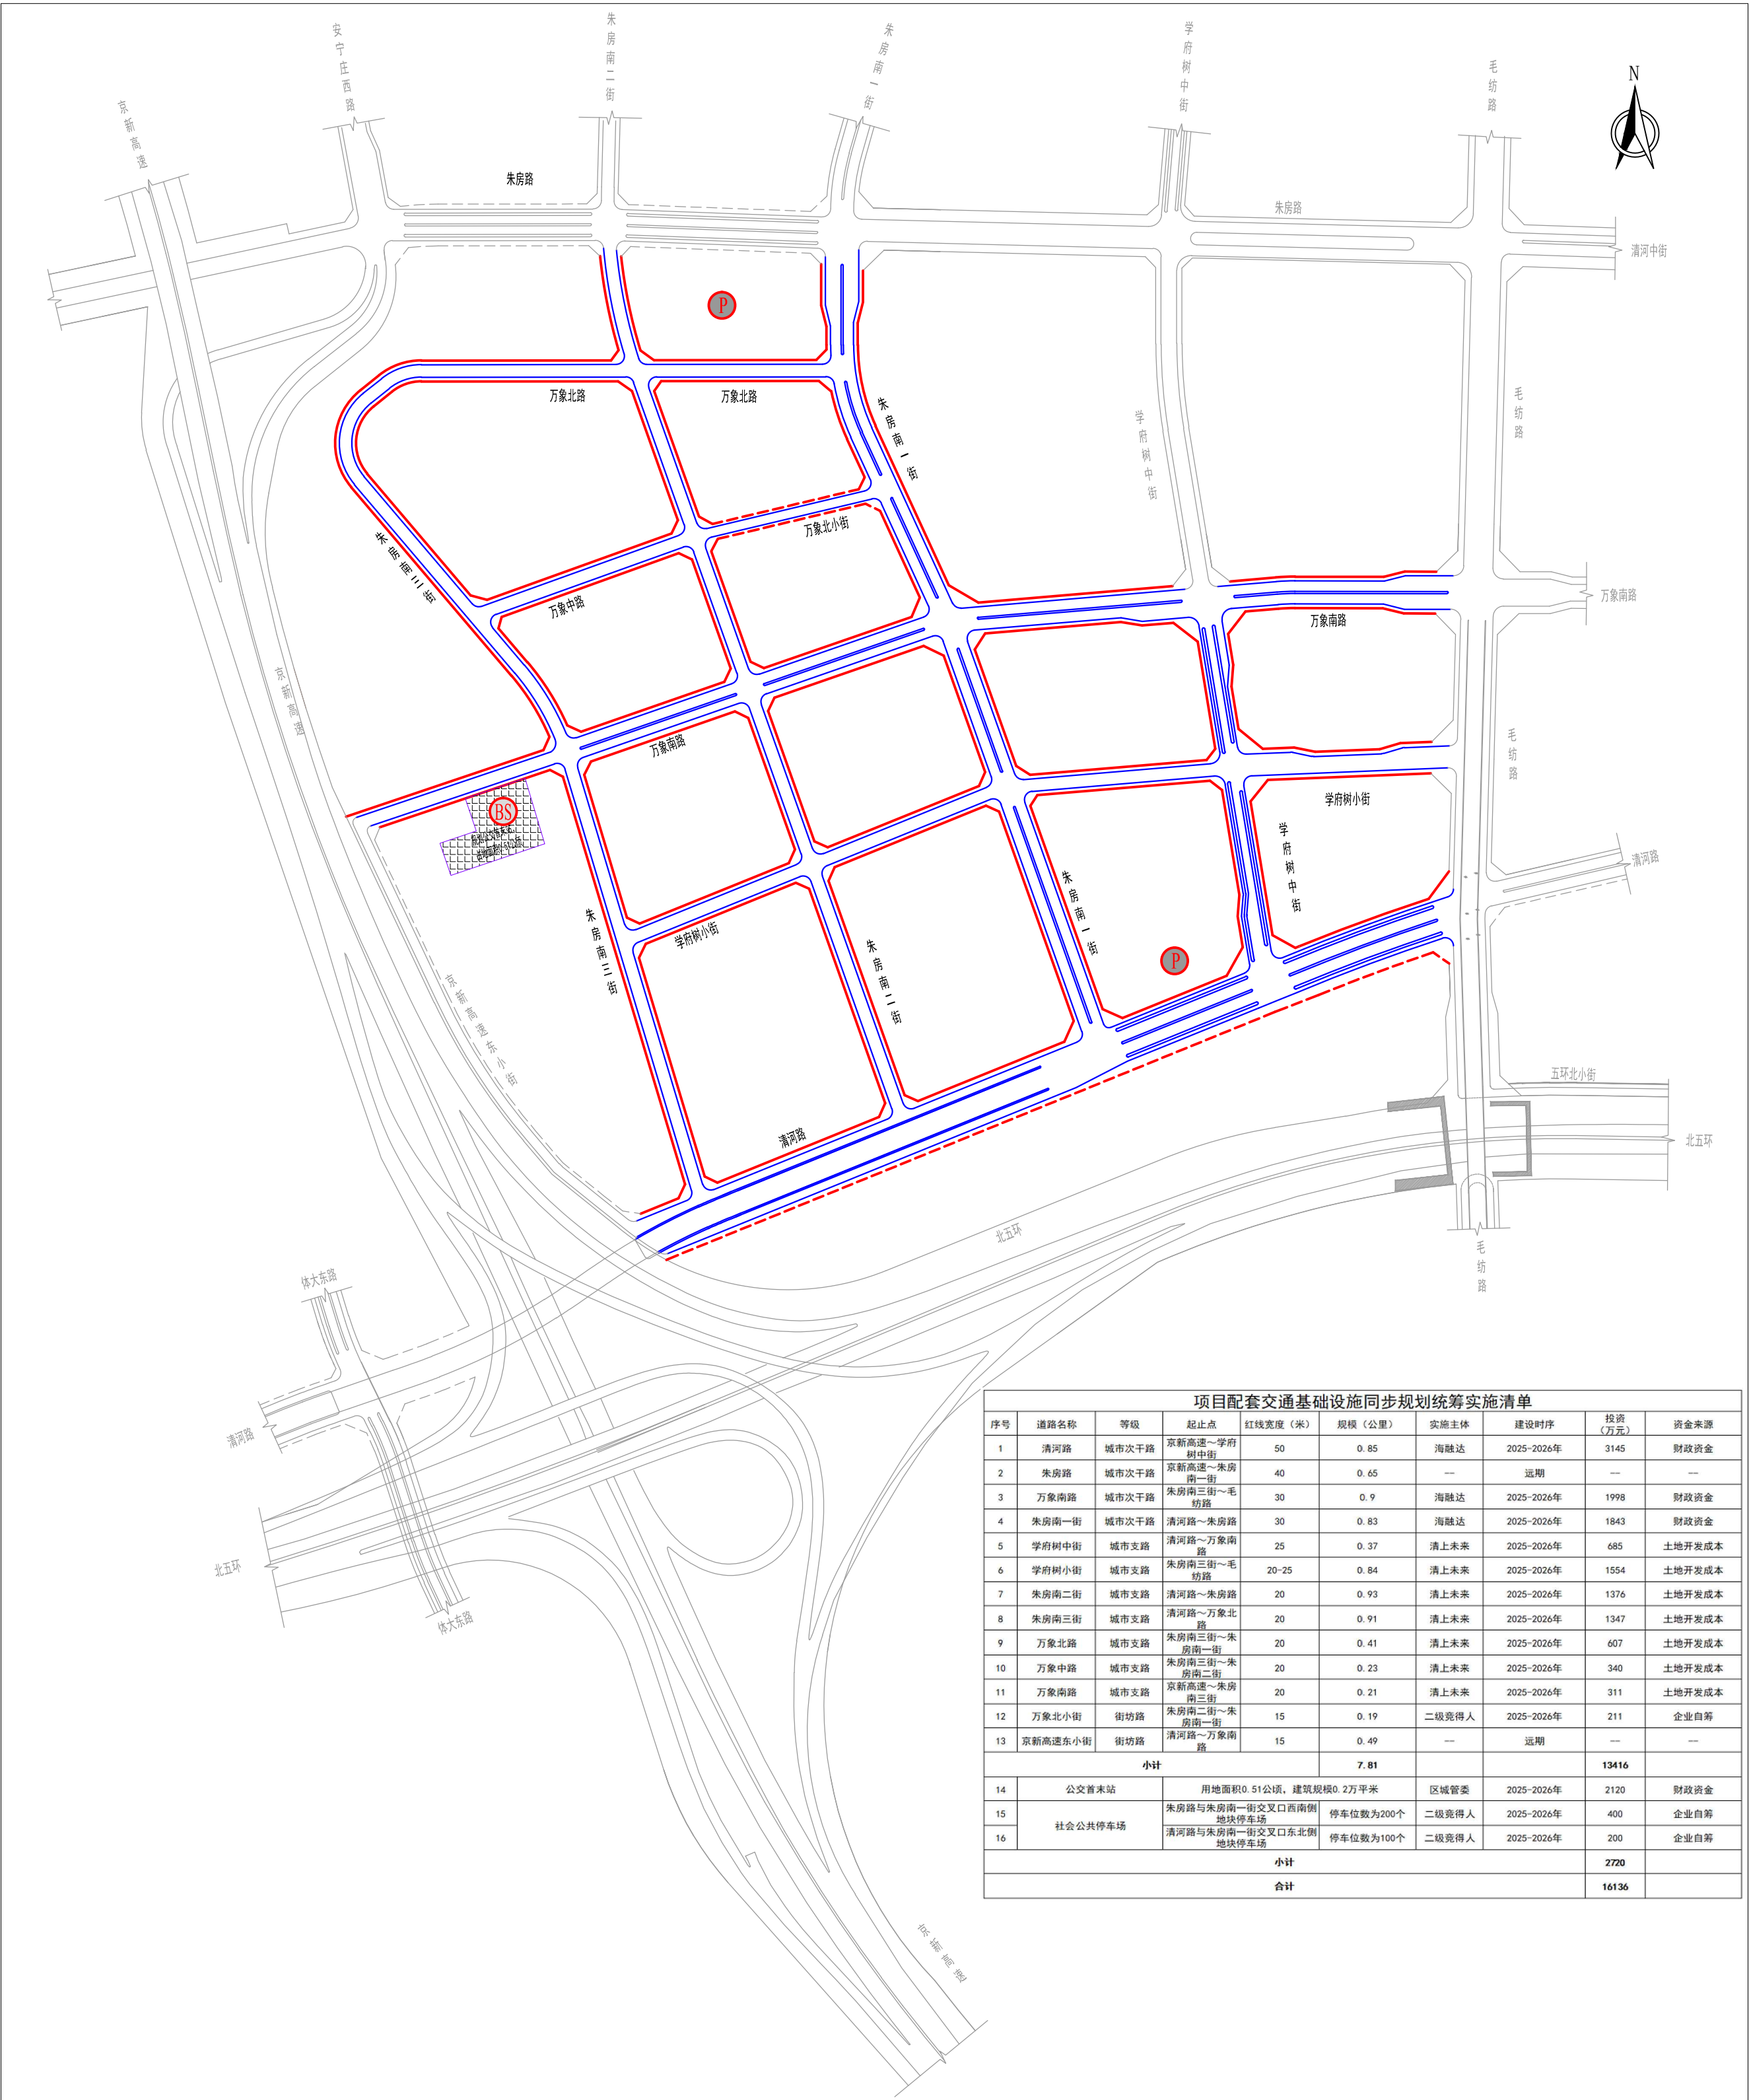 安宁庄西路
朱房南二街
朱房南一街
学府树中街
毛纺路
京新高速
N
朱房路
朱房路
清河中街
P
万象北路
万象北路
朱房南一街
学府树中街
毛纺路
朱房南三街
万象北小街
万象中路
万象南路
万象南路
京新高速
万象南路
毛纺路
BS
学府树小街
学府树中街
清河路
朱房南一街
朱房南三街
学府树小街
朱房南二街
P
京新高速东小街
五环北小街
清河路
北五环
北五环
毛纺路
体大东路
清河路
北五环
体大东路
京新高速
项目配套交通基础设施同步规划统筹实施清单
序号 道路名称 等级 起止点 红线宽度（米） 规模（公里） 实施主体 建设时序 投资（万元） 资金来源
1 清河路 城市次干路 京新高速～学府树中街 50 0.85 海融达 2025-2026年 3145 财政资金
2 朱房路 城市次干路 京新高速～朱房南一街 40 0.65 —— 远期 —— ——
3 万象南路 城市次干路 朱房南三街～毛纺路 30 0.9 海融达 2025-2026年 1998 财政资金
4 朱房南一街 城市次干路 清河路～朱房路 30 0.83 海融达 2025-2026年 1843 财政资金
5 学府树中街 城市支路 清河路～万象南路 25 0.37 清上未来 2025-2026年 685 土地开发成本
6 学府树小街 城市支路 朱房南三街～毛纺路 20-25 0.84 清上未来 2025-2026年 1554 土地开发成本
7 朱房南二街 城市支路 清河路～朱房路 20 0.93 清上未来 2025-2026年 1376 土地开发成本
8 朱房南三街 城市支路 清河路～万象北路 20 0.91 清上未来 2025-2026年 1347 土地开发成本
9 万象北路 城市支路 朱房南三街～朱房南一街 20 0.41 清上未来 2025-2026年 607 土地开发成本
10 万象中路 城市支路 朱房南三街～朱房南二街 20 0.23 清上未来 2025-2026年 340 土地开发成本
11 万象南路 城市支路 京新高速～朱房南三街 20 0.21 清上未来 2025-2026年 311 土地开发成本
12 万象北小街 街坊路 朱房南二街～朱房南一街 15 0.19 二级竞得人 2025-2026年 211 企业自筹
13 京新高速东小街 街坊路 清河路～万象南路 15 0.49 —— 远期 —— ——
小计 7.81 13416
14 公交首末站 用地面积0.51公顷，建筑规模0.2万平米 区城管委 2025-2026年 2120 财政资金
15 社会公共停车场 朱房路与朱房南一街交叉口西南侧地块停车场 停车位数为200个 二级竞得人 2025-2026年 400 企业自筹
16 清河路与朱房南一街交叉口东北侧地块停车场 停车位数为100个 二级竞得人 2025-2026年 200 企业自筹
小计 2720
合计 16136